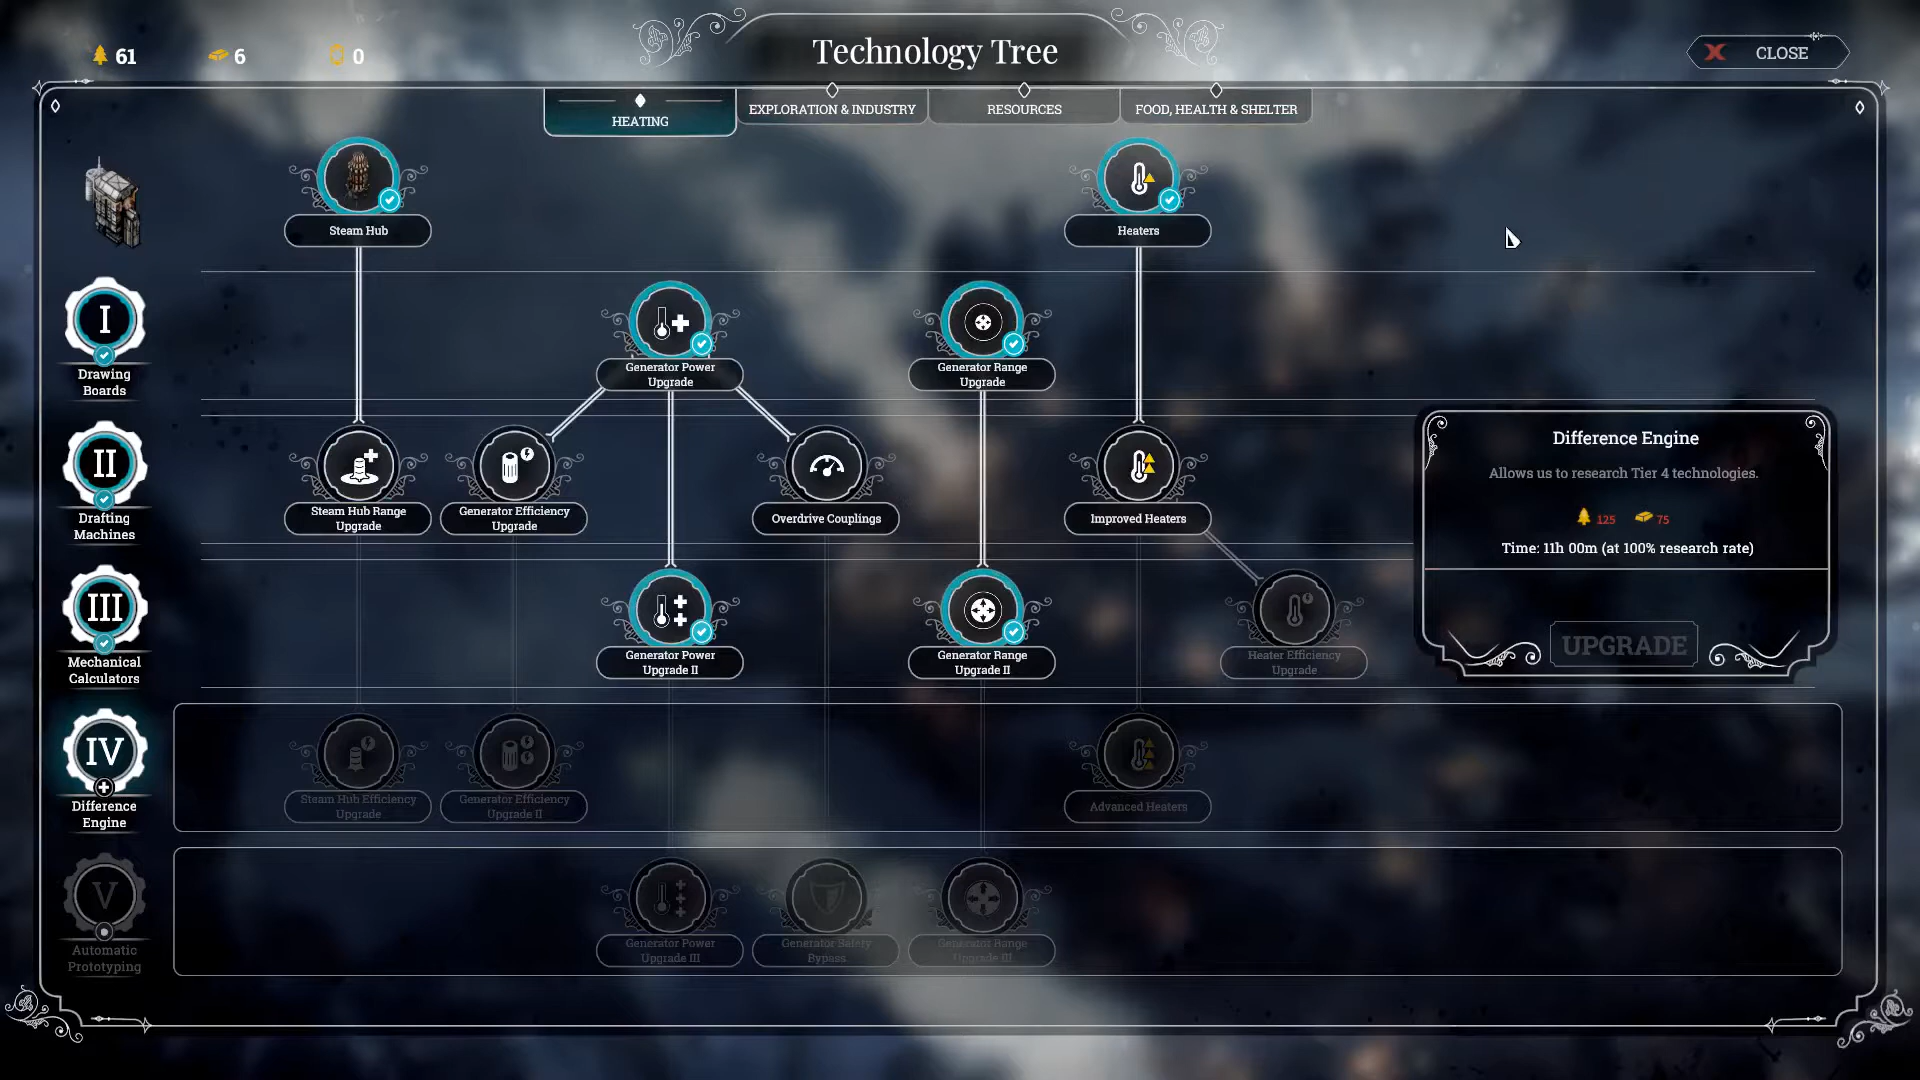 61
6
0
Technology Tree
CLOSE
HEATING
EXPLORATION & INDUSTRY
RESOURCES
FOOD, HEALTH & SHELTER
Steam Hub
Heaters
I
Drawing
Boards
Generator Power
Upgrade
Generator Range
Upgrade
II
Drafting
Machines
Steam Hub Range
Upgrade
Generator Efficiency
Upgrade
Overdrive Couplings
Improved Heaters
Difference Engine
Allows us to research Tier 4 technologies.
125
75
Time: 11h 00m (at 100% research rate)
UPGRADE
III
Mechanical
Calculators
Generator Power
Upgrade II
Generator Range
Upgrade II
Heater Efficiency
Upgrade
IV
Difference
Engine
Steam Hub Efficiency
Upgrade
Generator Efficiency
Upgrade II
Advanced Heaters
V
Automatic
Prototyping
Generator Power
Upgrade III
Generator Safety
Bypass
Generator Range
Upgrade III